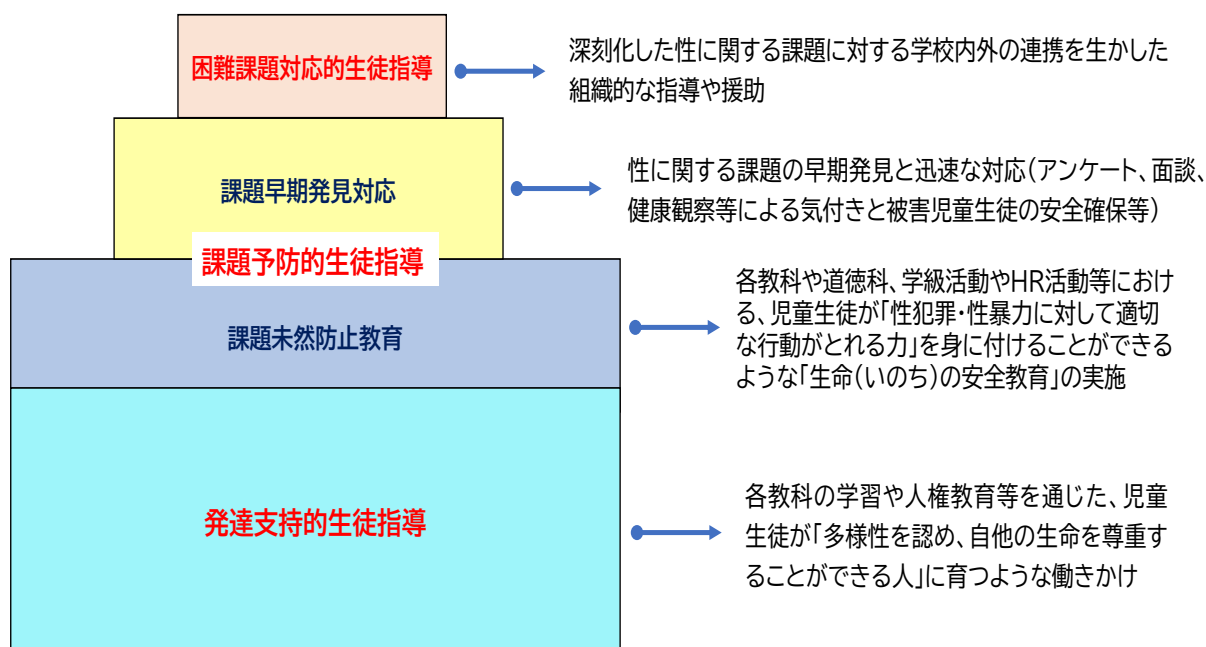 困難課題対応的生徒指導
深刻化した性に関する課題に対する学校内外の連携を生かした
組織的な指導や援助
課題早期発見対応
性に関する課題の早期発見と迅速な対応(アンケート、面談、
健康観察等による気付きと被害児童生徒の安全確保等)
課題予防的生徒指導
課題未然防止教育
各教科や道徳科、学級活動やHR活動等におけ
る、児童生徒が「性犯罪・性暴力に対して適切
な行動がとれる力」を身に付けることができる
ような「生命(いのち)の安全教育」の実施
発達支持的生徒指導
各教科の学習や人権教育等を通じた、児童
生徒が「多様性を認め、自他の生命を尊重す
ることができる人」に育つような働きかけ